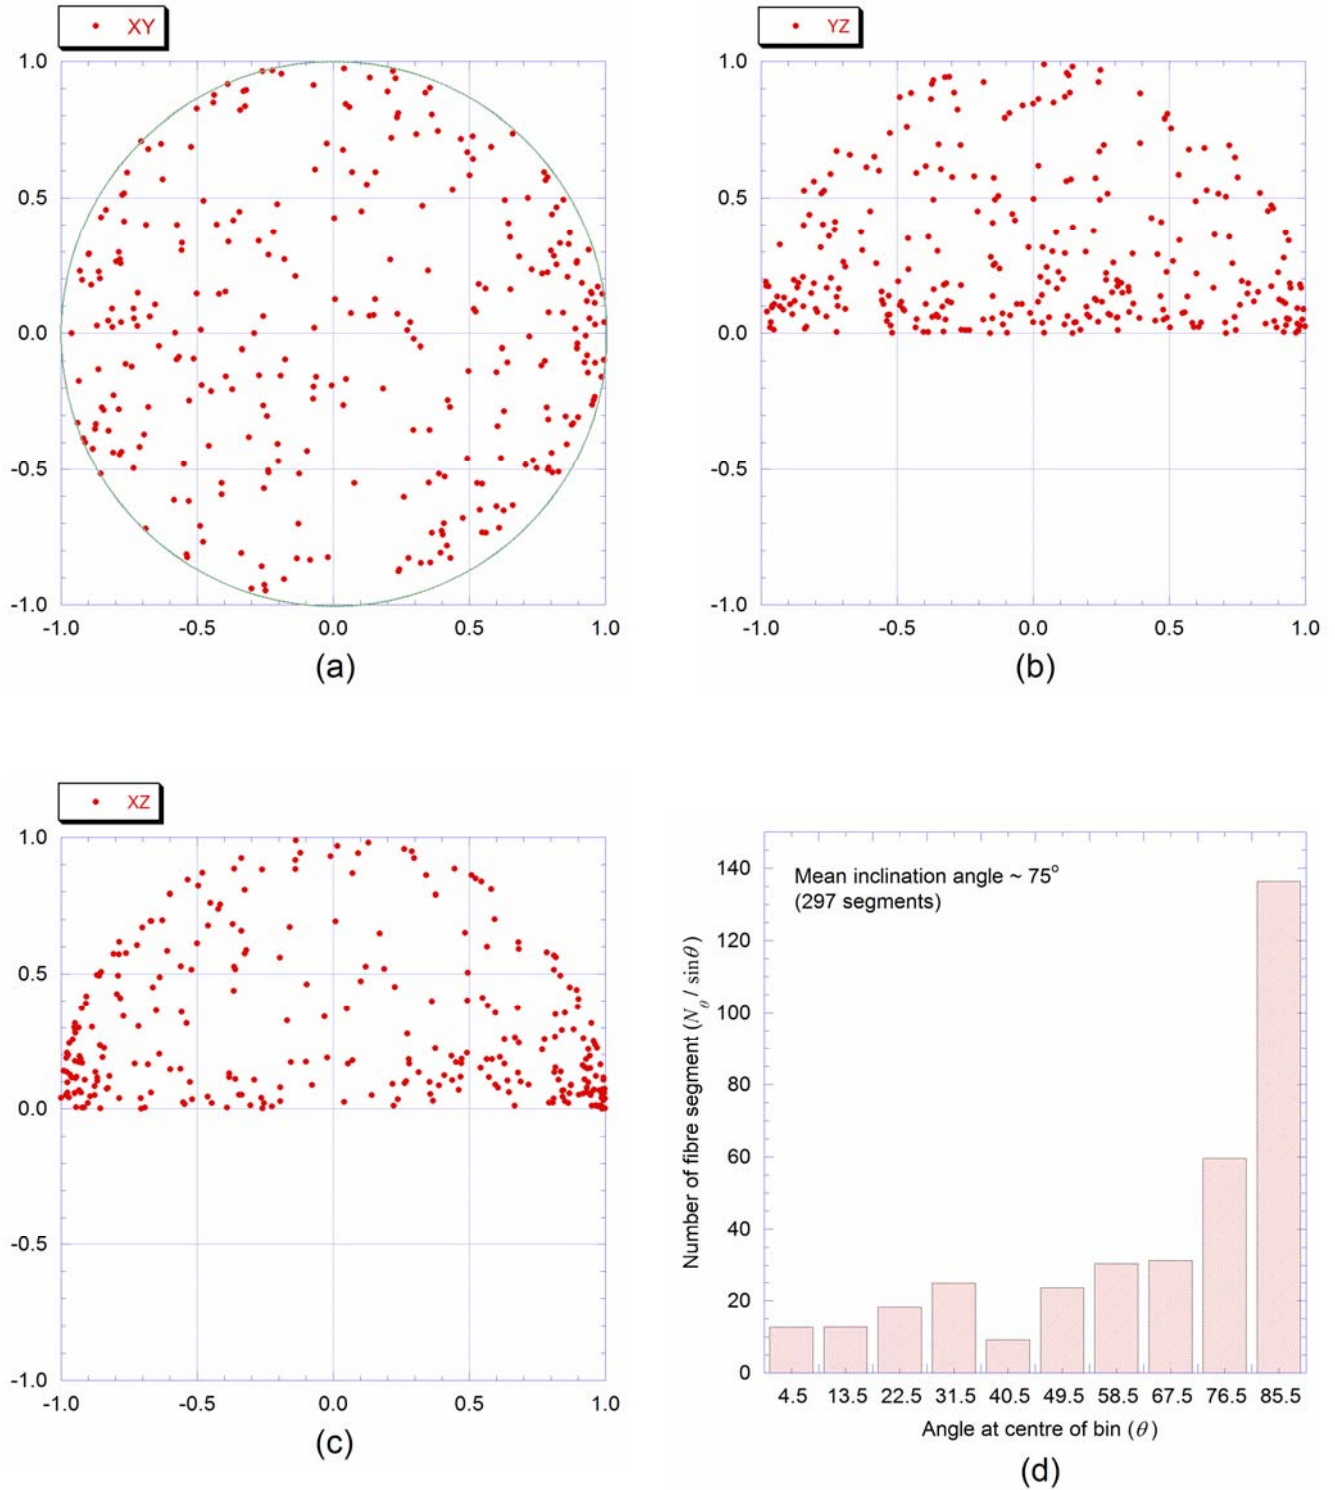 XY
1.0
0.5
0.0
-0.5
-1.0
-1.0 -0.5 0.0 0.5 1.0
(a)
YZ
1.0
0.5
0.0
-0.5
-1.0
-1.0 -0.5 0.0 0.5 1.0
(b)
XZ
1.0
0.5
0.0
-0.5
-1.0
-1.0 -0.5 0.0 0.5 1.0
(c)
Mean inclination angle ~ 75°
(297 segments)
Number of fibre segment (N_θ / sinθ)
140
120
100
80
60
40
20
0
4.5 13.5 22.5 31.5 40.5 49.5 58.5 67.5 76.5 85.5
Angle at centre of bin (θ)
(d)